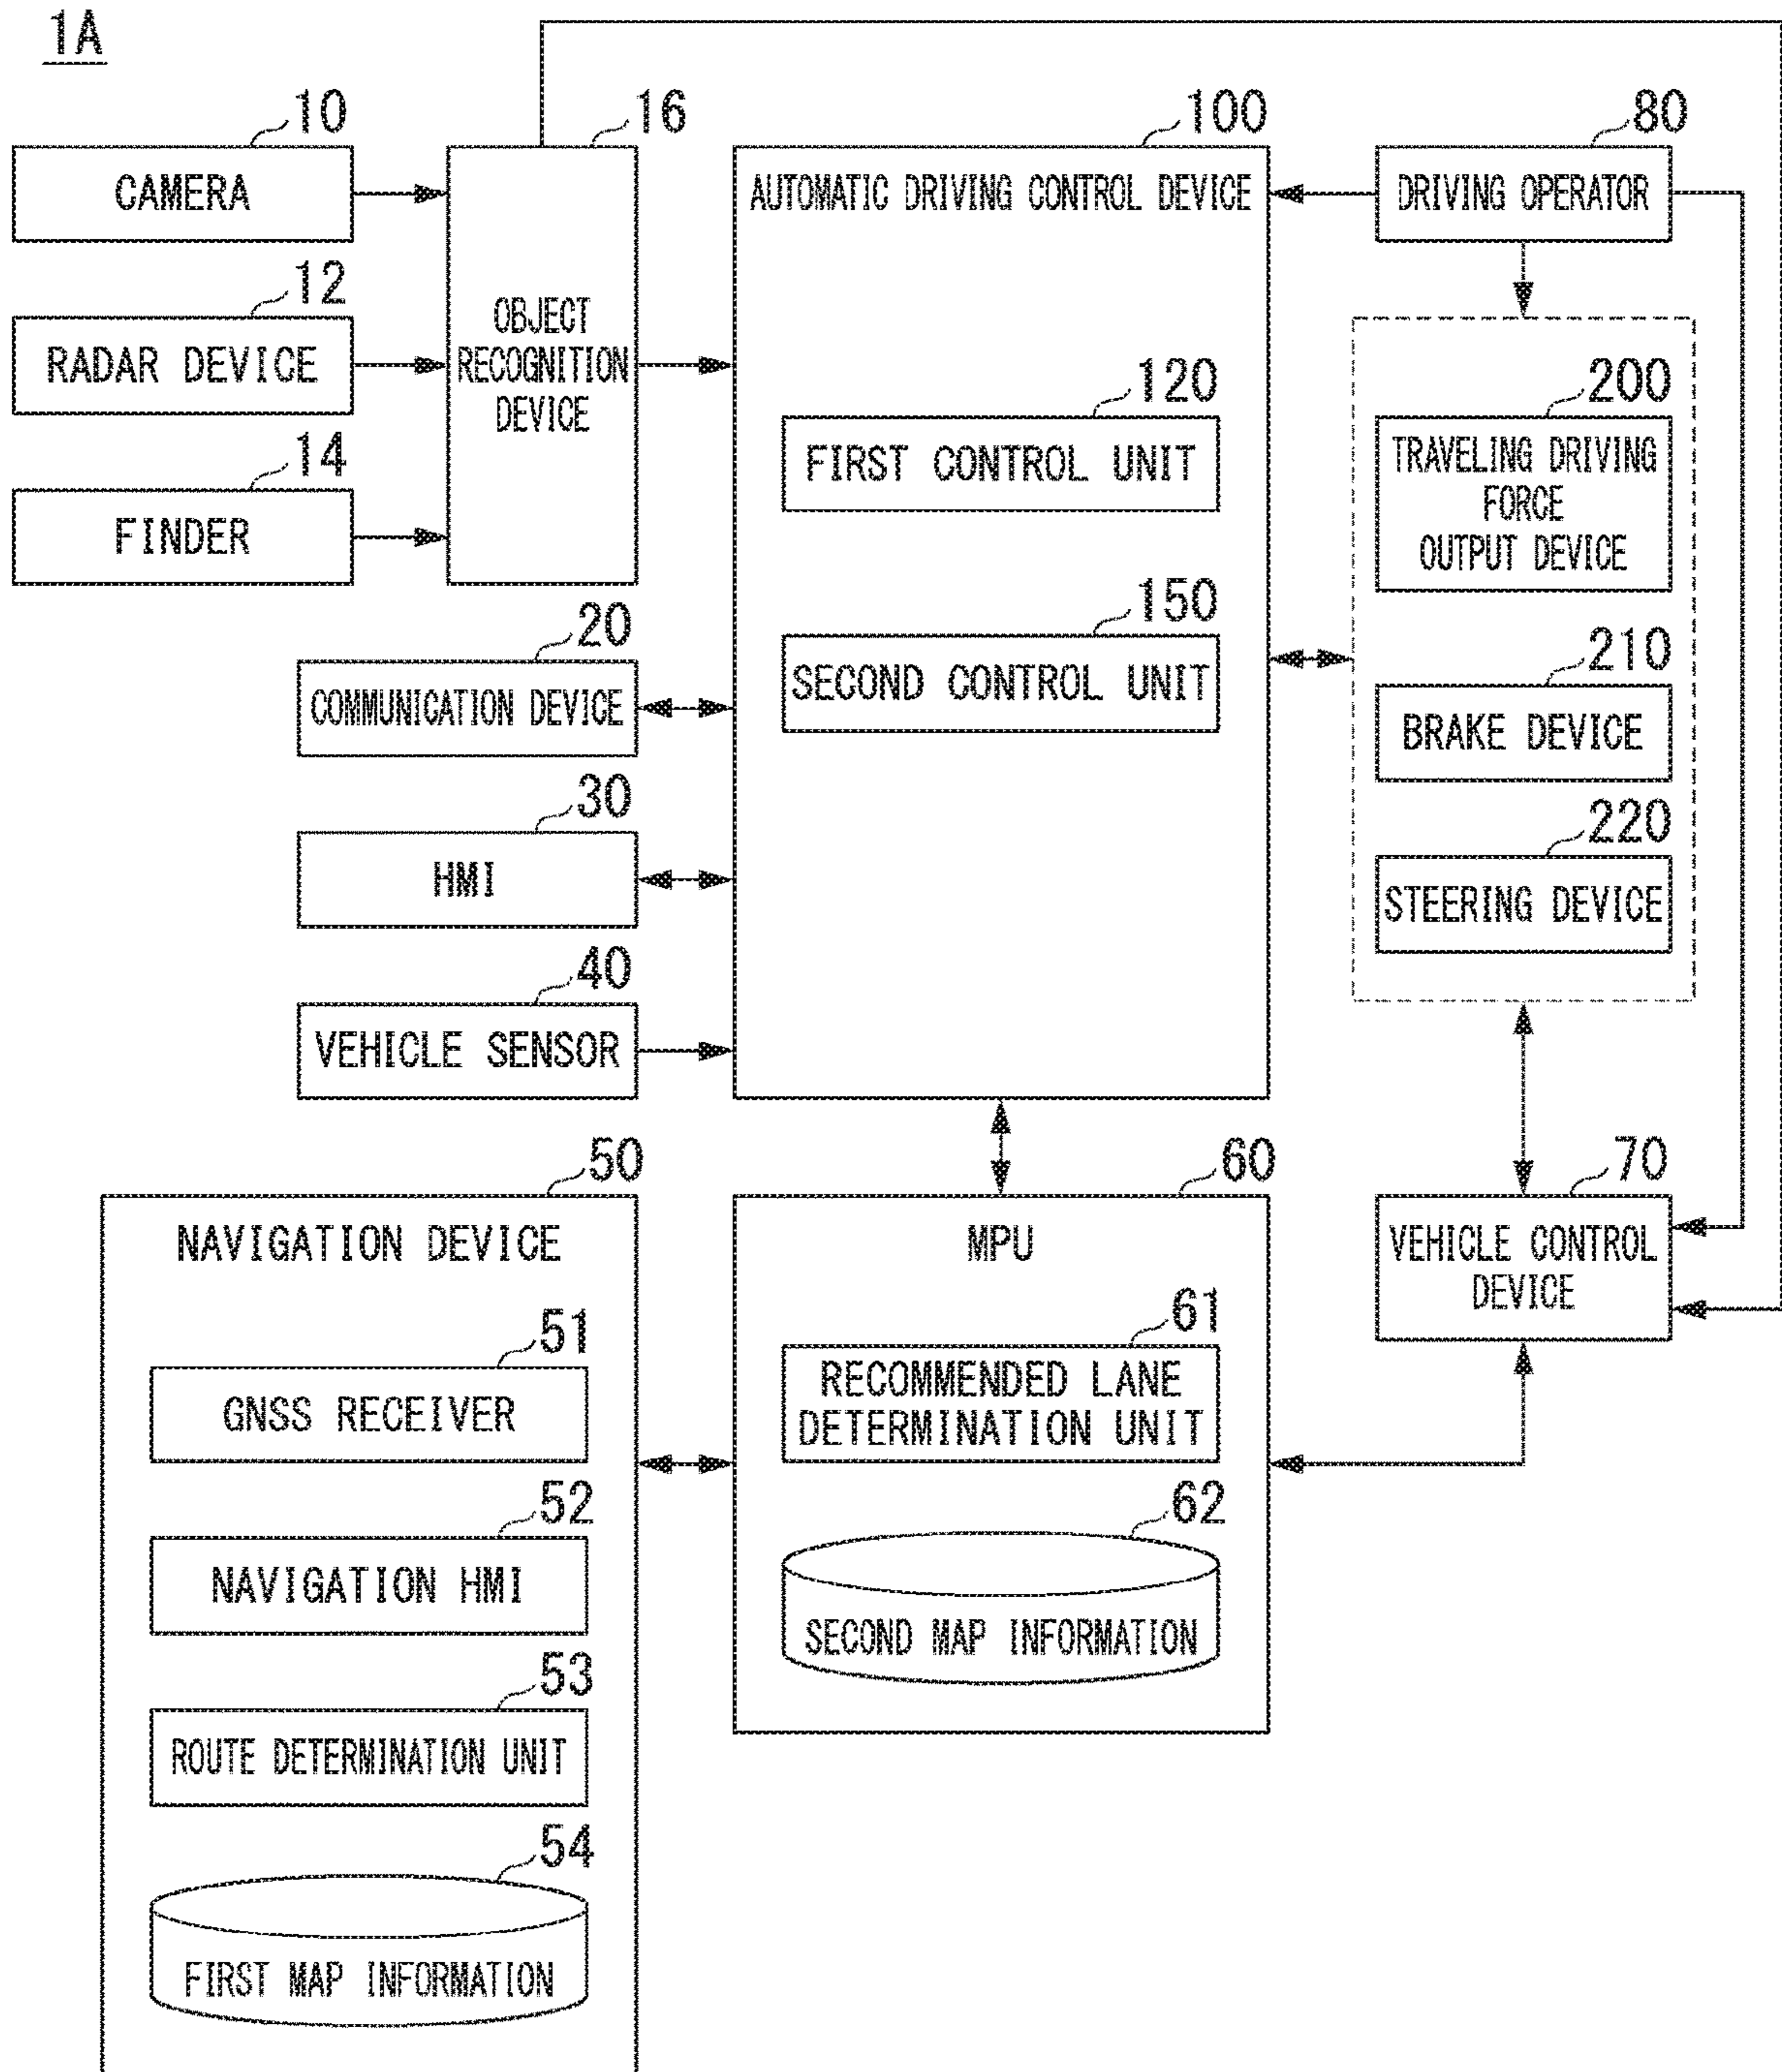 1A
10
CAMERA
12
RADAR DEVICE
14
FINDER
16
OBJECT
RECOGNITION
DEVICE
20
COMMUNICATION DEVICE
30
HMI
40
VEHICLE SENSOR
100
AUTOMATIC DRIVING CONTROL DEVICE
120
FIRST CONTROL UNIT
150
SECOND CONTROL UNIT
80
DRIVING OPERATOR
200
TRAVELING DRIVING
FORCE
OUTPUT DEVICE
210
BRAKE DEVICE
220
STEERING DEVICE
50
NAVIGATION DEVICE
51
GNSS RECEIVER
52
NAVIGATION HMI
53
ROUTE DETERMINATION UNIT
54
FIRST MAP INFORMATION
60
MPU
61
RECOMMENDED LANE
DETERMINATION UNIT
62
SECOND MAP INFORMATION
70
VEHICLE CONTROL
DEVICE